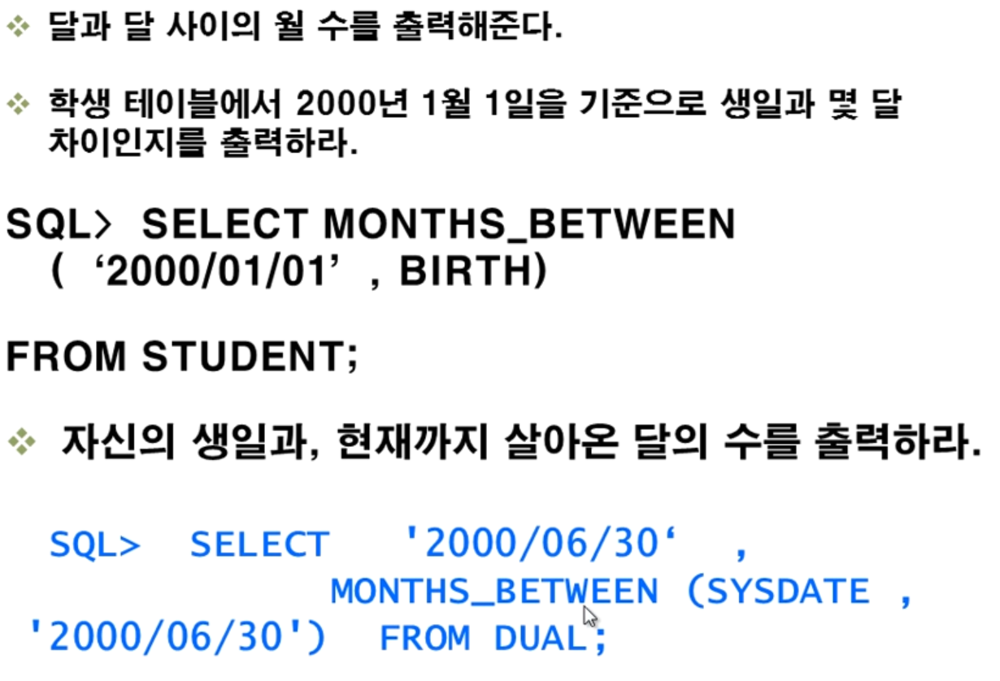 ❖ 달과 달 사이의 월 수를 출력해준다.
❖ 학생 테이블에서 2000년 1월 1일을 기준으로 생일과 몇 달
차이인지를 출력하라.
SQL> SELECT MONTHS_BETWEEN
( ‘2000/01/01’ , BIRTH)
FROM STUDENT;
❖ 자신의 생일과, 현재까지 살아온 달의 수를 출력하라.
SQL> SELECT '2000/06/30‘ ,
MONTHS_BETWEEN (SYSDATE ,
'2000/06/30') FROM DUAL;